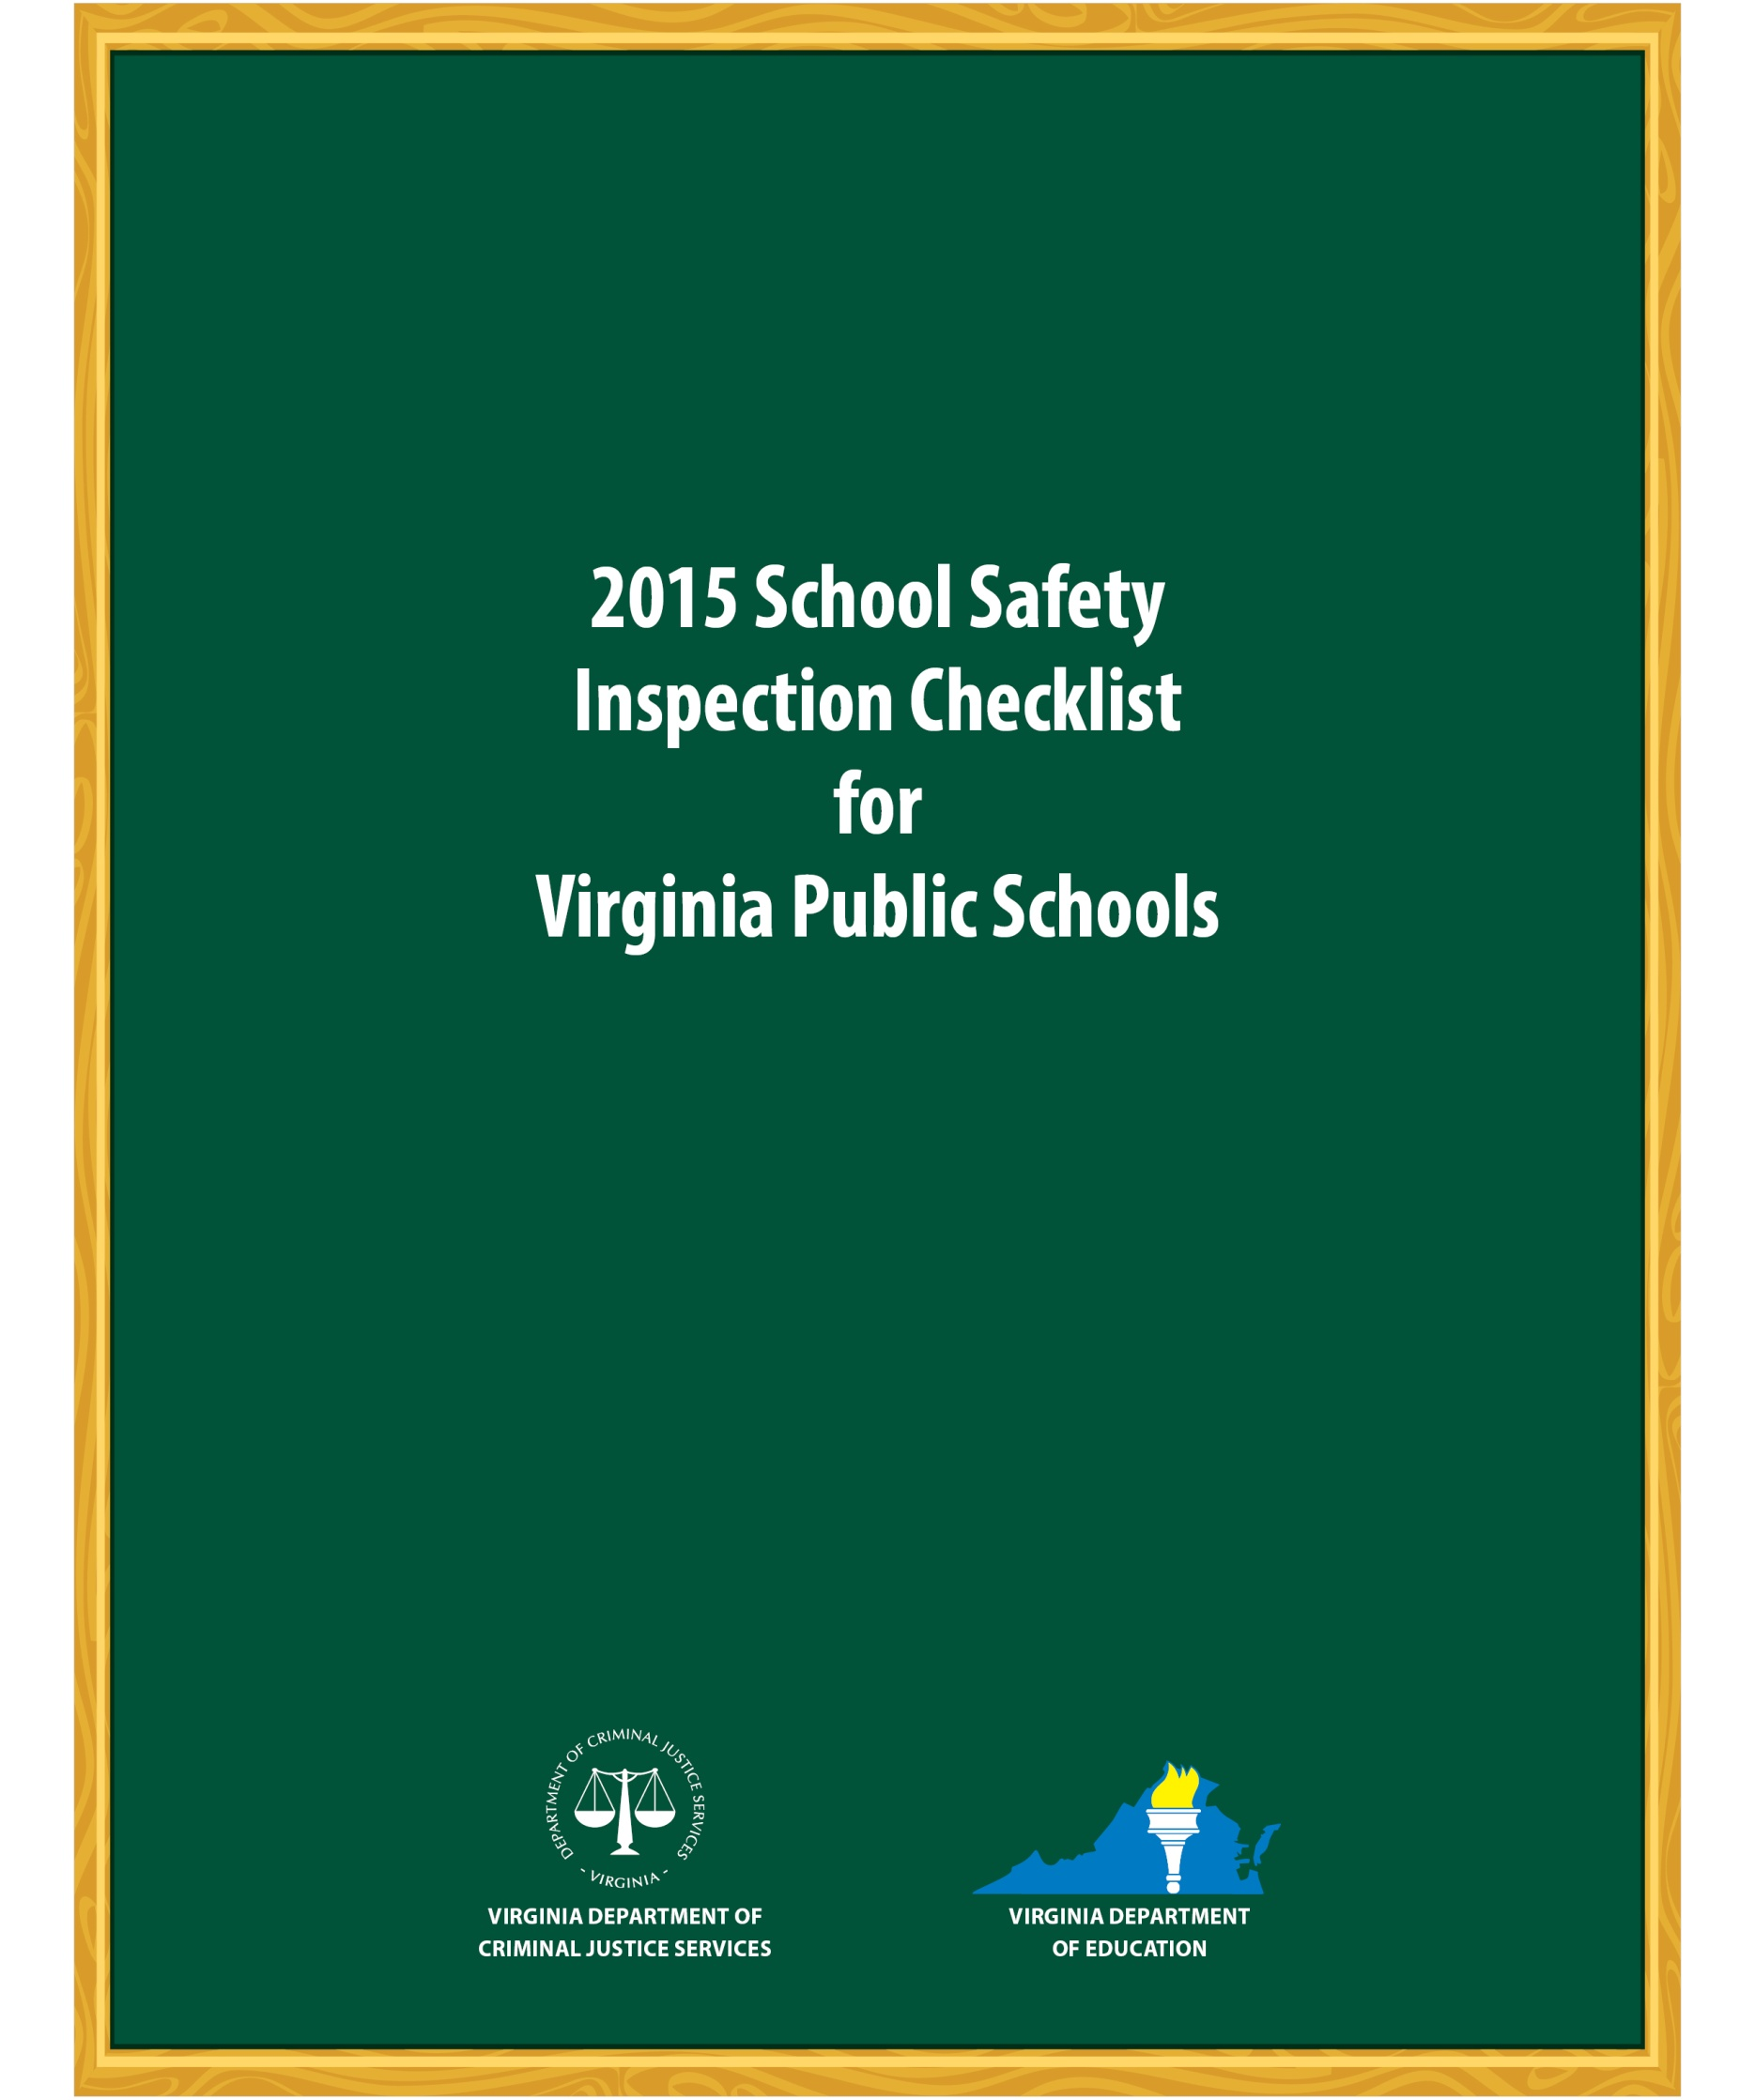 2015 School Safety
Inspection Checklist
for
Virginia Public Schools
DEPARTMENT OF CRIMINAL JUSTICE SERVICES
- VIRGINIA -
VIRGINIA DEPARTMENT OF
CRIMINAL JUSTICE SERVICES
VIRGINIA DEPARTMENT
OF EDUCATION